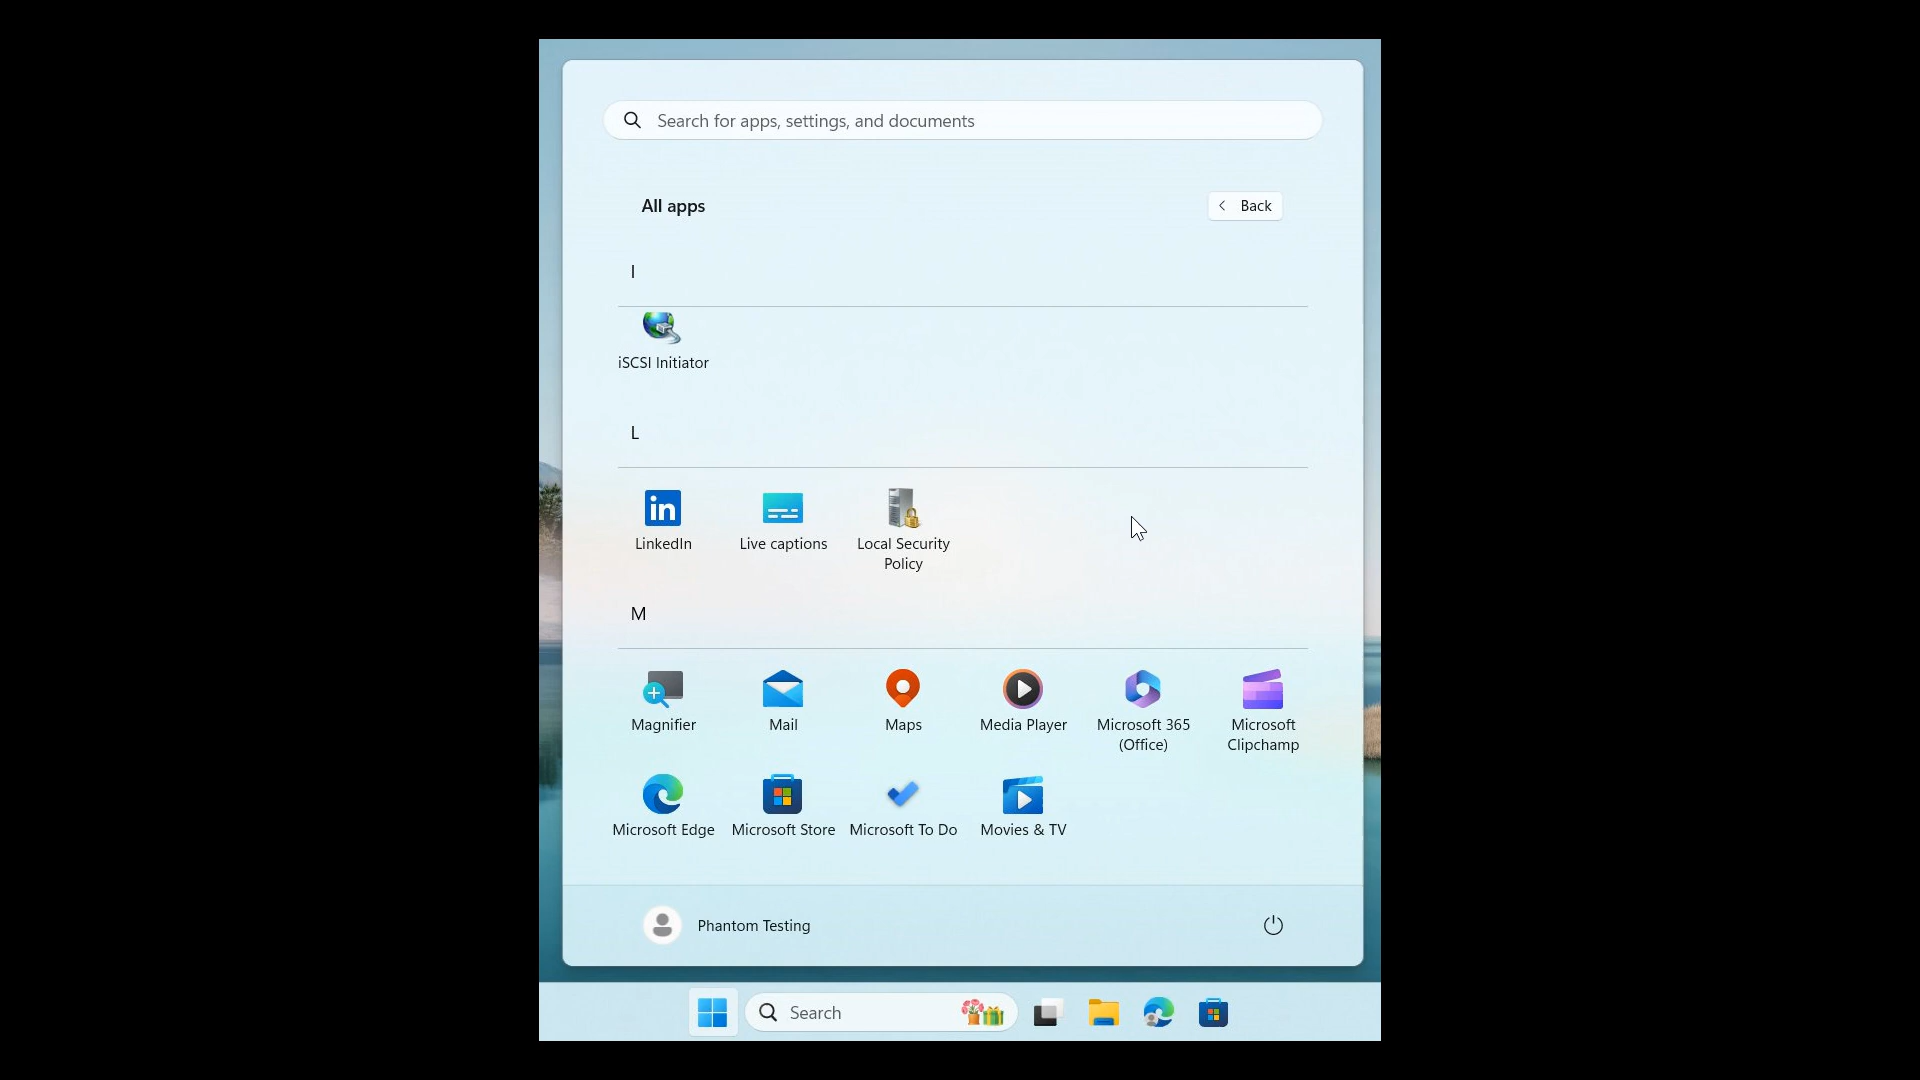 Search for apps, settings, and documents
All apps
Back
I
iSCSI Initiator
L
LinkedIn
Live captions
Local Security
Policy
M
Magnifier
Mail
Maps
Media Player
Microsoft 365
(Office)
Microsoft
Clipchamp
Microsoft Edge
Microsoft Store
Microsoft To Do
Movies & TV
Phantom Testing
Search